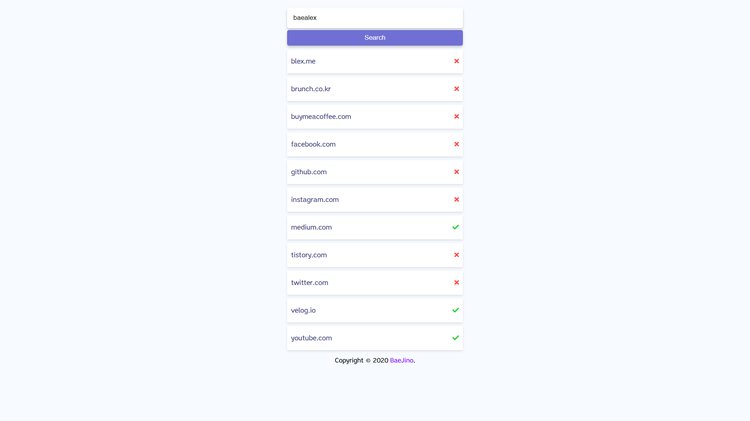 baealex
Search
blex.me
brunch.co.kr
buymeacoffee.com
facebook.com
github.com
instagram.com
medium.com
tistory.com
twitter.com
velog.io
youtube.com
Copyright © 2020 BaeJino.